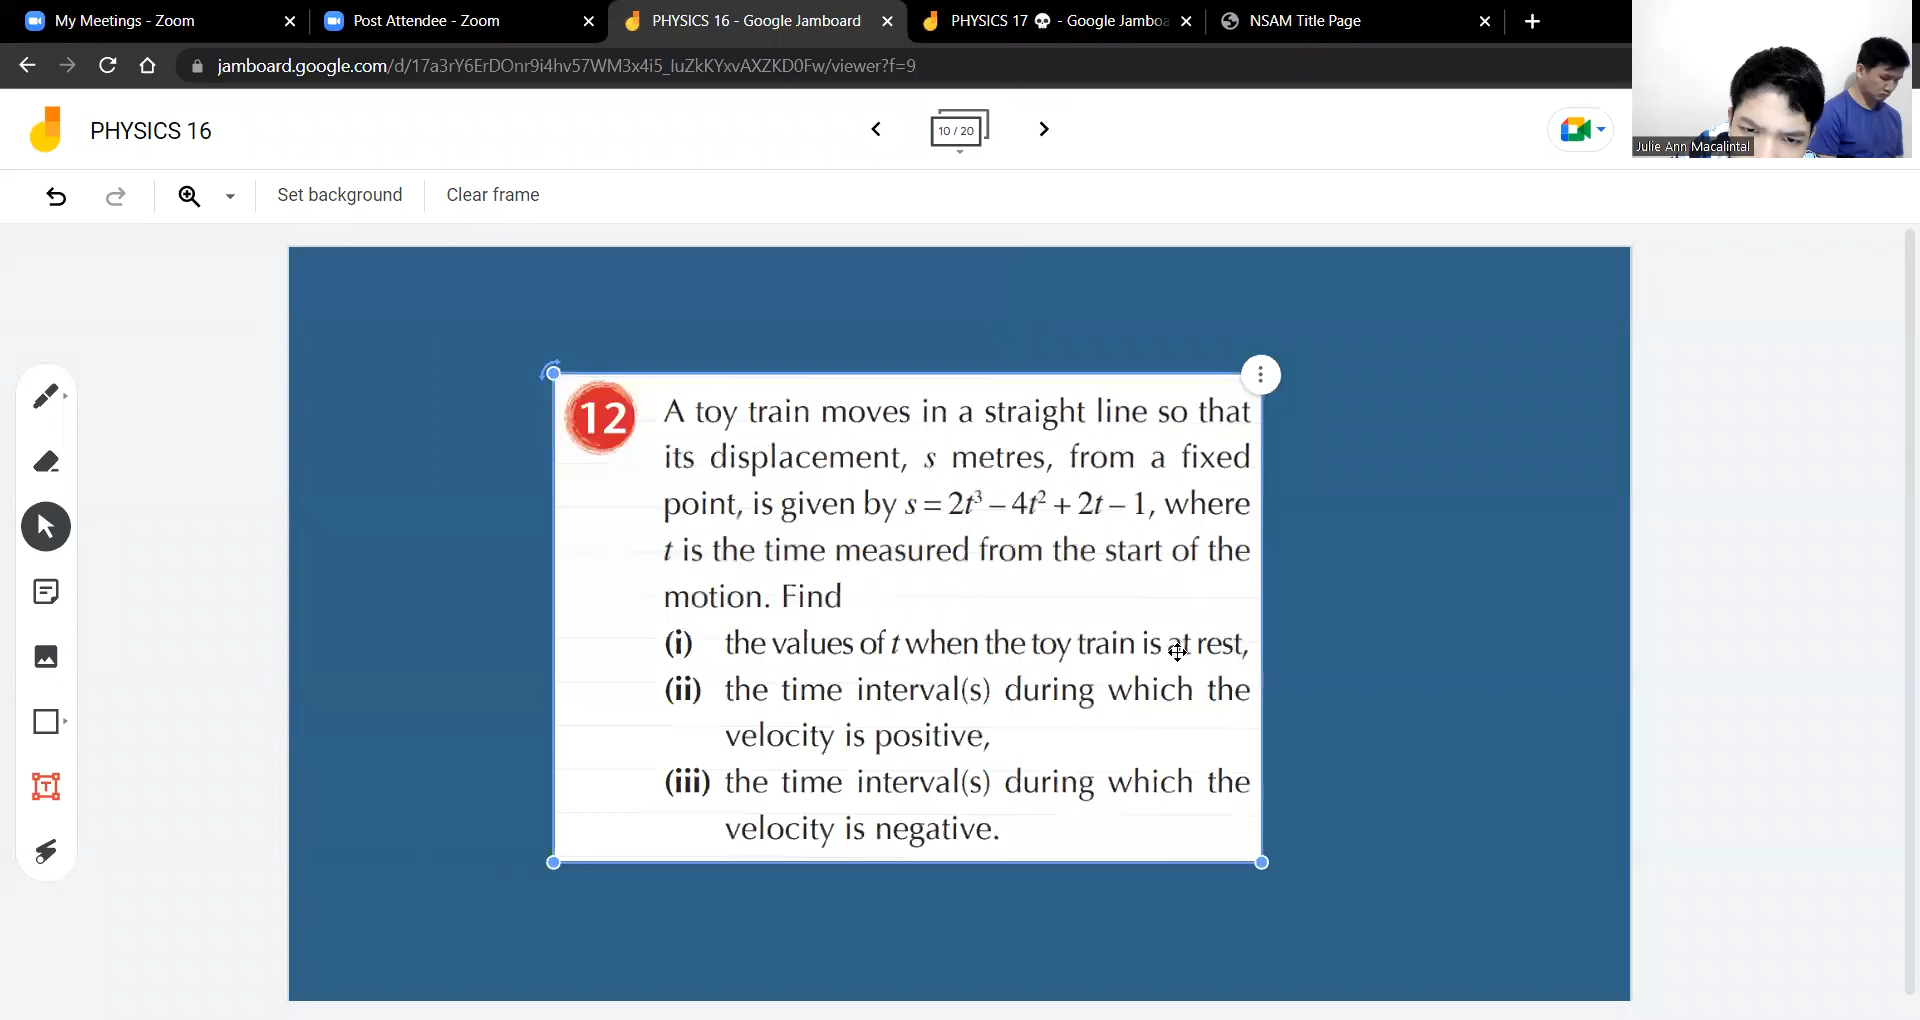 My Meetings - Zoom
Post Attendee - Zoom
PHYSICS 16 - Google Jamboard
PHYSICS 17 💀 - Google Jamboa
NSAM Title Page
jamboard.google.com/d/17a3rY6ErDOnr9i4hv57WM3x4i5_luZkKYxvAXZKD0Fw/viewer?f=9
Julie Ann Macalintal
PHYSICS 16
10 / 20
Set background
Clear frame
12
A toy train moves in a straight line so that
its displacement, s metres, from a fixed
point, is given by s = 2t³ – 4t² + 2t – 1, where
t is the time measured from the start of the
motion. Find
(i) the values of t when the toy train is at rest,
(ii) the time interval(s) during which the
velocity is positive,
(iii) the time interval(s) during which the
velocity is negative.